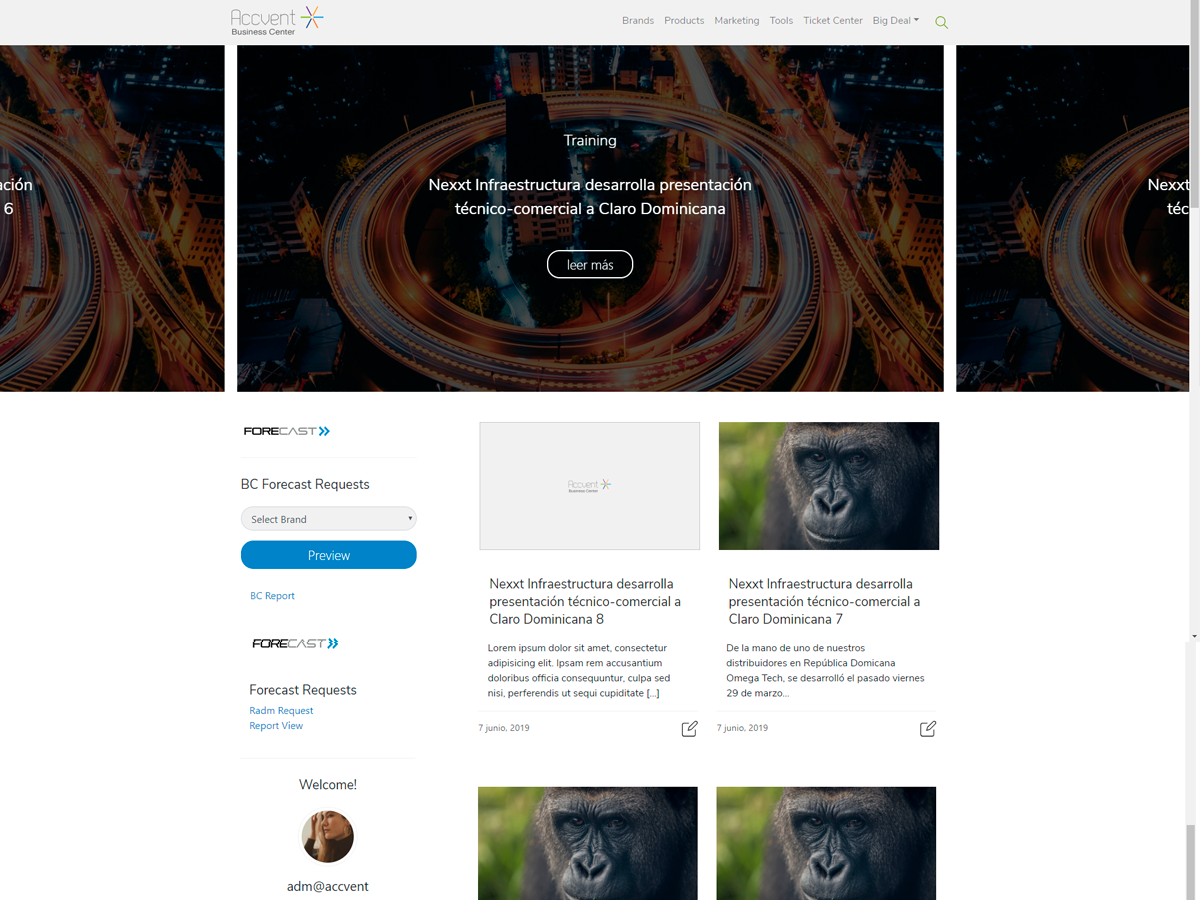 Accvent
Business Center
Brands Products Marketing Tools Ticket Center Big Deal
ación
6
Training
Nexxt Infraestructura desarrolla presentación
técnico-comercial a Claro Dominicana
leer más
Nexxt
téc
FORECAST
BC Forecast Requests
Select Brand
Preview
BC Report
FORECAST
Forecast Requests
Radm Request
Report View
Welcome!
adm@accvent
Accvent
Business Center
Nexxt Infraestructura desarrolla
presentación técnico-comercial a
Claro Dominicana 8
Lorem ipsum dolor sit amet, consectetur
adipisicing elit. Ipsam rem accusantium
doloribus officia consequuntur, culpa sed
nisi, perferendis ut sequi cupiditate [...]
7 junio, 2019
Nexxt Infraestructura desarrolla
presentación técnico-comercial a
Claro Dominicana 7
De la mano de uno de nuestros
distribuidores en República Domicana
Omega Tech, se desarrolló el pasado viernes
29 de marzo...
7 junio, 2019